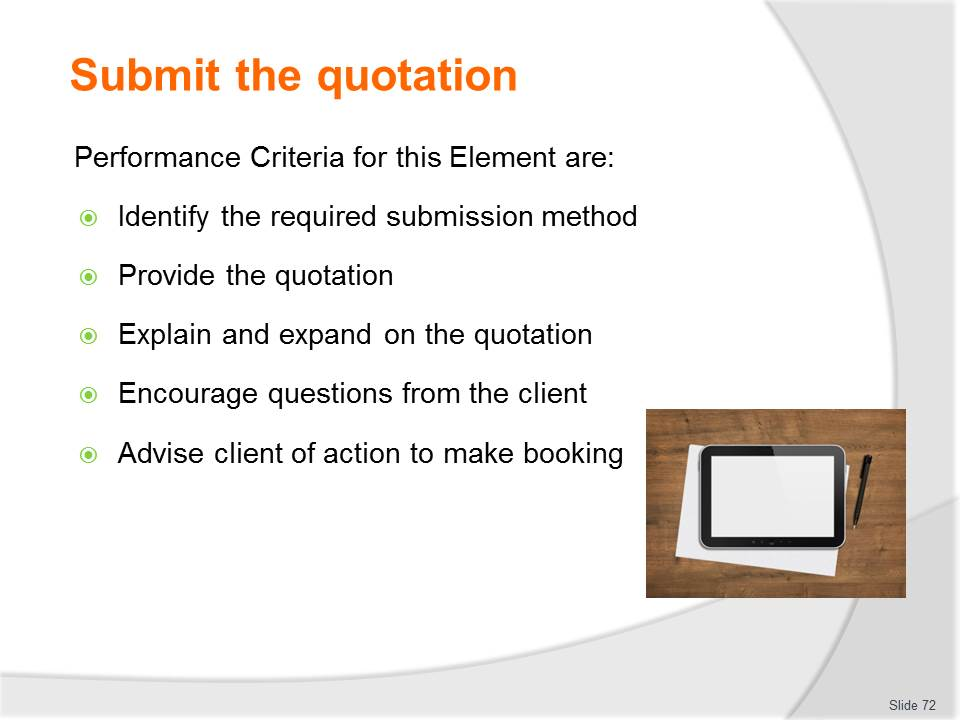 Submit the quotation
Performance Criteria for this Element are:
Identify the required submission method
Provide the quotation
Explain and expand on the quotation
Encourage questions from the client
Advise client of action to make booking
Slide 72